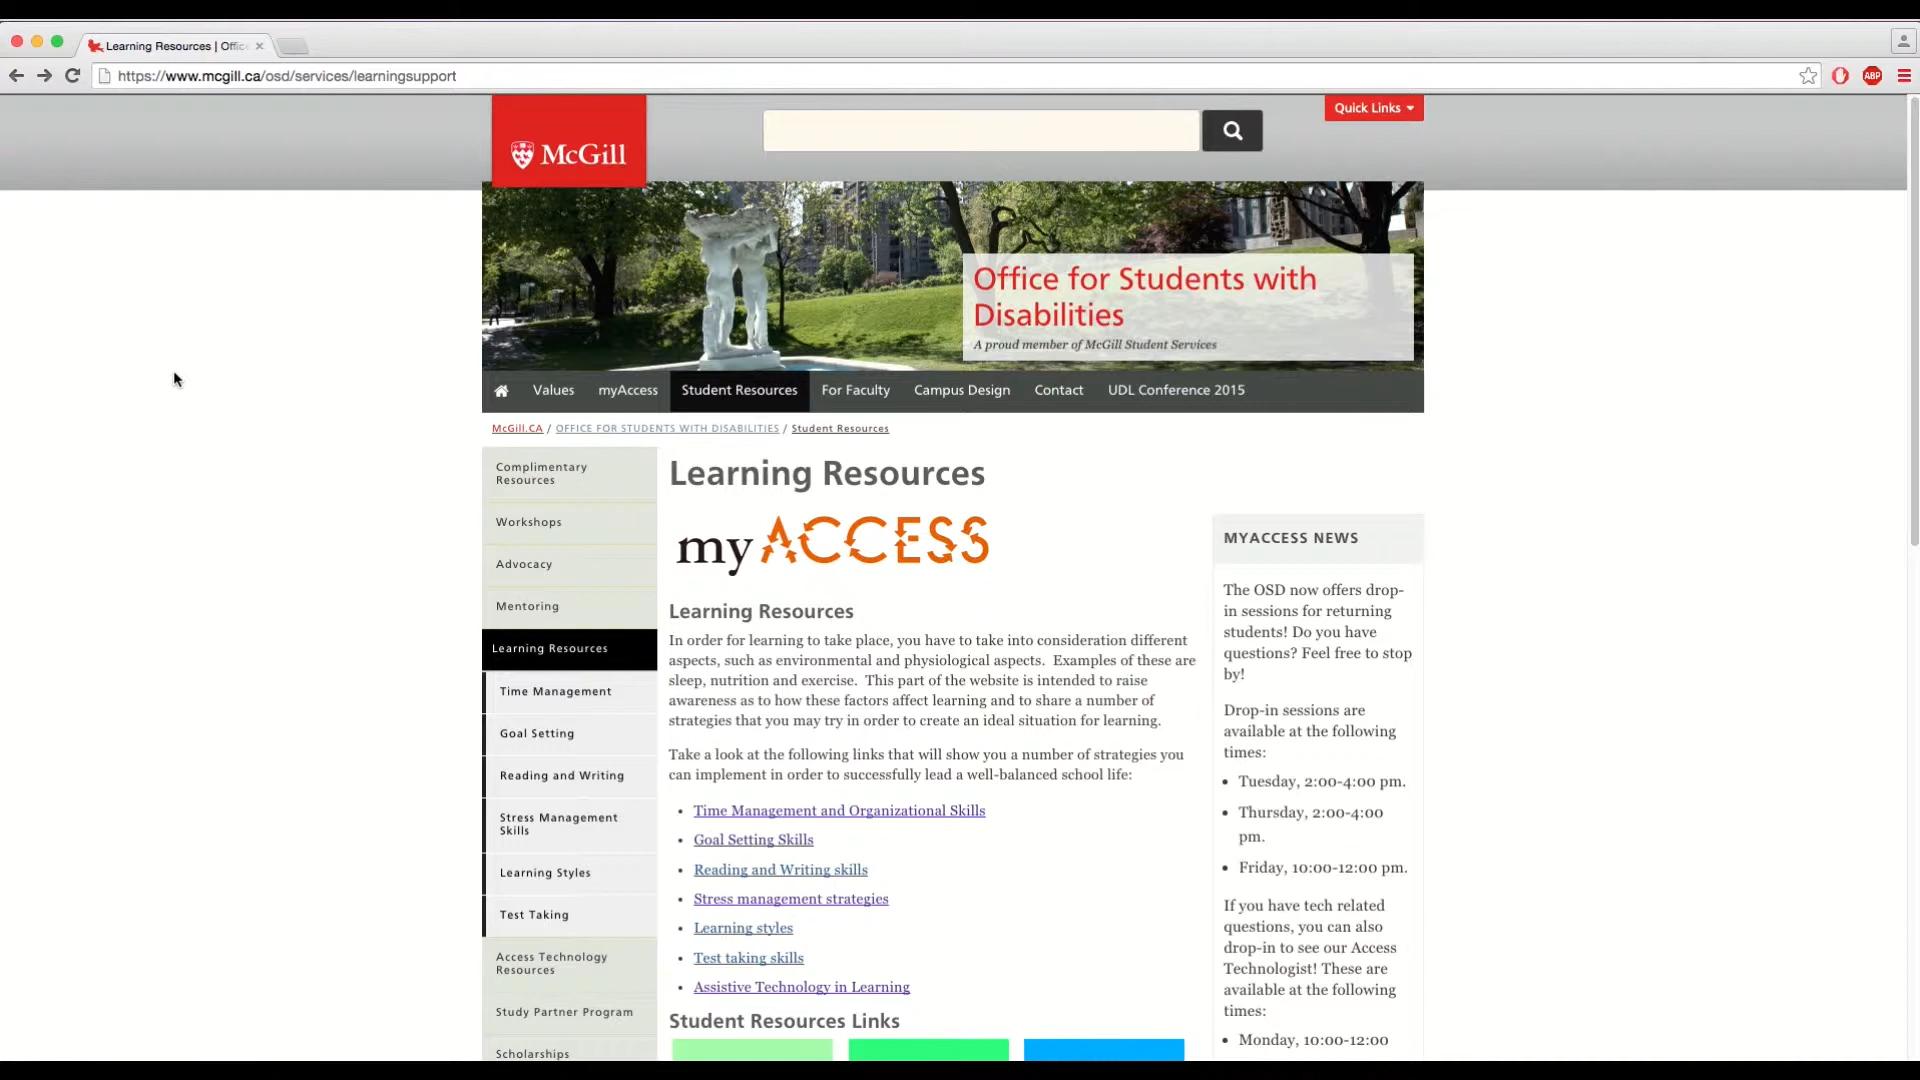 Learning Resources | Offic
https://www.mcgill.ca/osd/services/learningsupport
ABP
McGill
Quick Links
Office for Students with
Disabilities
A proud member of McGill Student Services
Values myAccess Student Resources For Faculty Campus Design Contact UDL Conference 2015
McGill.CA / OFFICE FOR STUDENTS WITH DISABILITIES / Student Resources
Complimentary
Resources
Workshops
Advocacy
Mentoring
Learning Resources
Time Management
Goal Setting
Reading and Writing
Stress Management
Skills
Learning Styles
Test Taking
Access Technology
Resources
Study Partner Program
Scholarships
Learning Resources
my ACCESS
Learning Resources
In order for learning to take place, you have to take into consideration different
aspects, such as environmental and physiological aspects. Examples of these are
sleep, nutrition and exercise. This part of the website is intended to raise
awareness as to how these factors affect learning and to share a number of
strategies that you may try in order to create an ideal situation for learning.
Take a look at the following links that will show you a number of strategies you
can implement in order to successfully lead a well-balanced school life:
• Time Management and Organizational Skills
• Goal Setting Skills
• Reading and Writing skills
• Stress management strategies
• Learning styles
• Test taking skills
• Assistive Technology in Learning
Student Resources Links
MYACCESS NEWS
The OSD now offers drop-
in sessions for returning
students! Do you have
questions? Feel free to stop
by!
Drop-in sessions are
available at the following
times:
• Tuesday, 2:00-4:00 pm.
• Thursday, 2:00-4:00
pm.
• Friday, 10:00-12:00 pm.
If you have tech related
questions, you can also
drop-in to see our Access
Technologist! These are
available at the following
times:
• Monday, 10:00-12:00